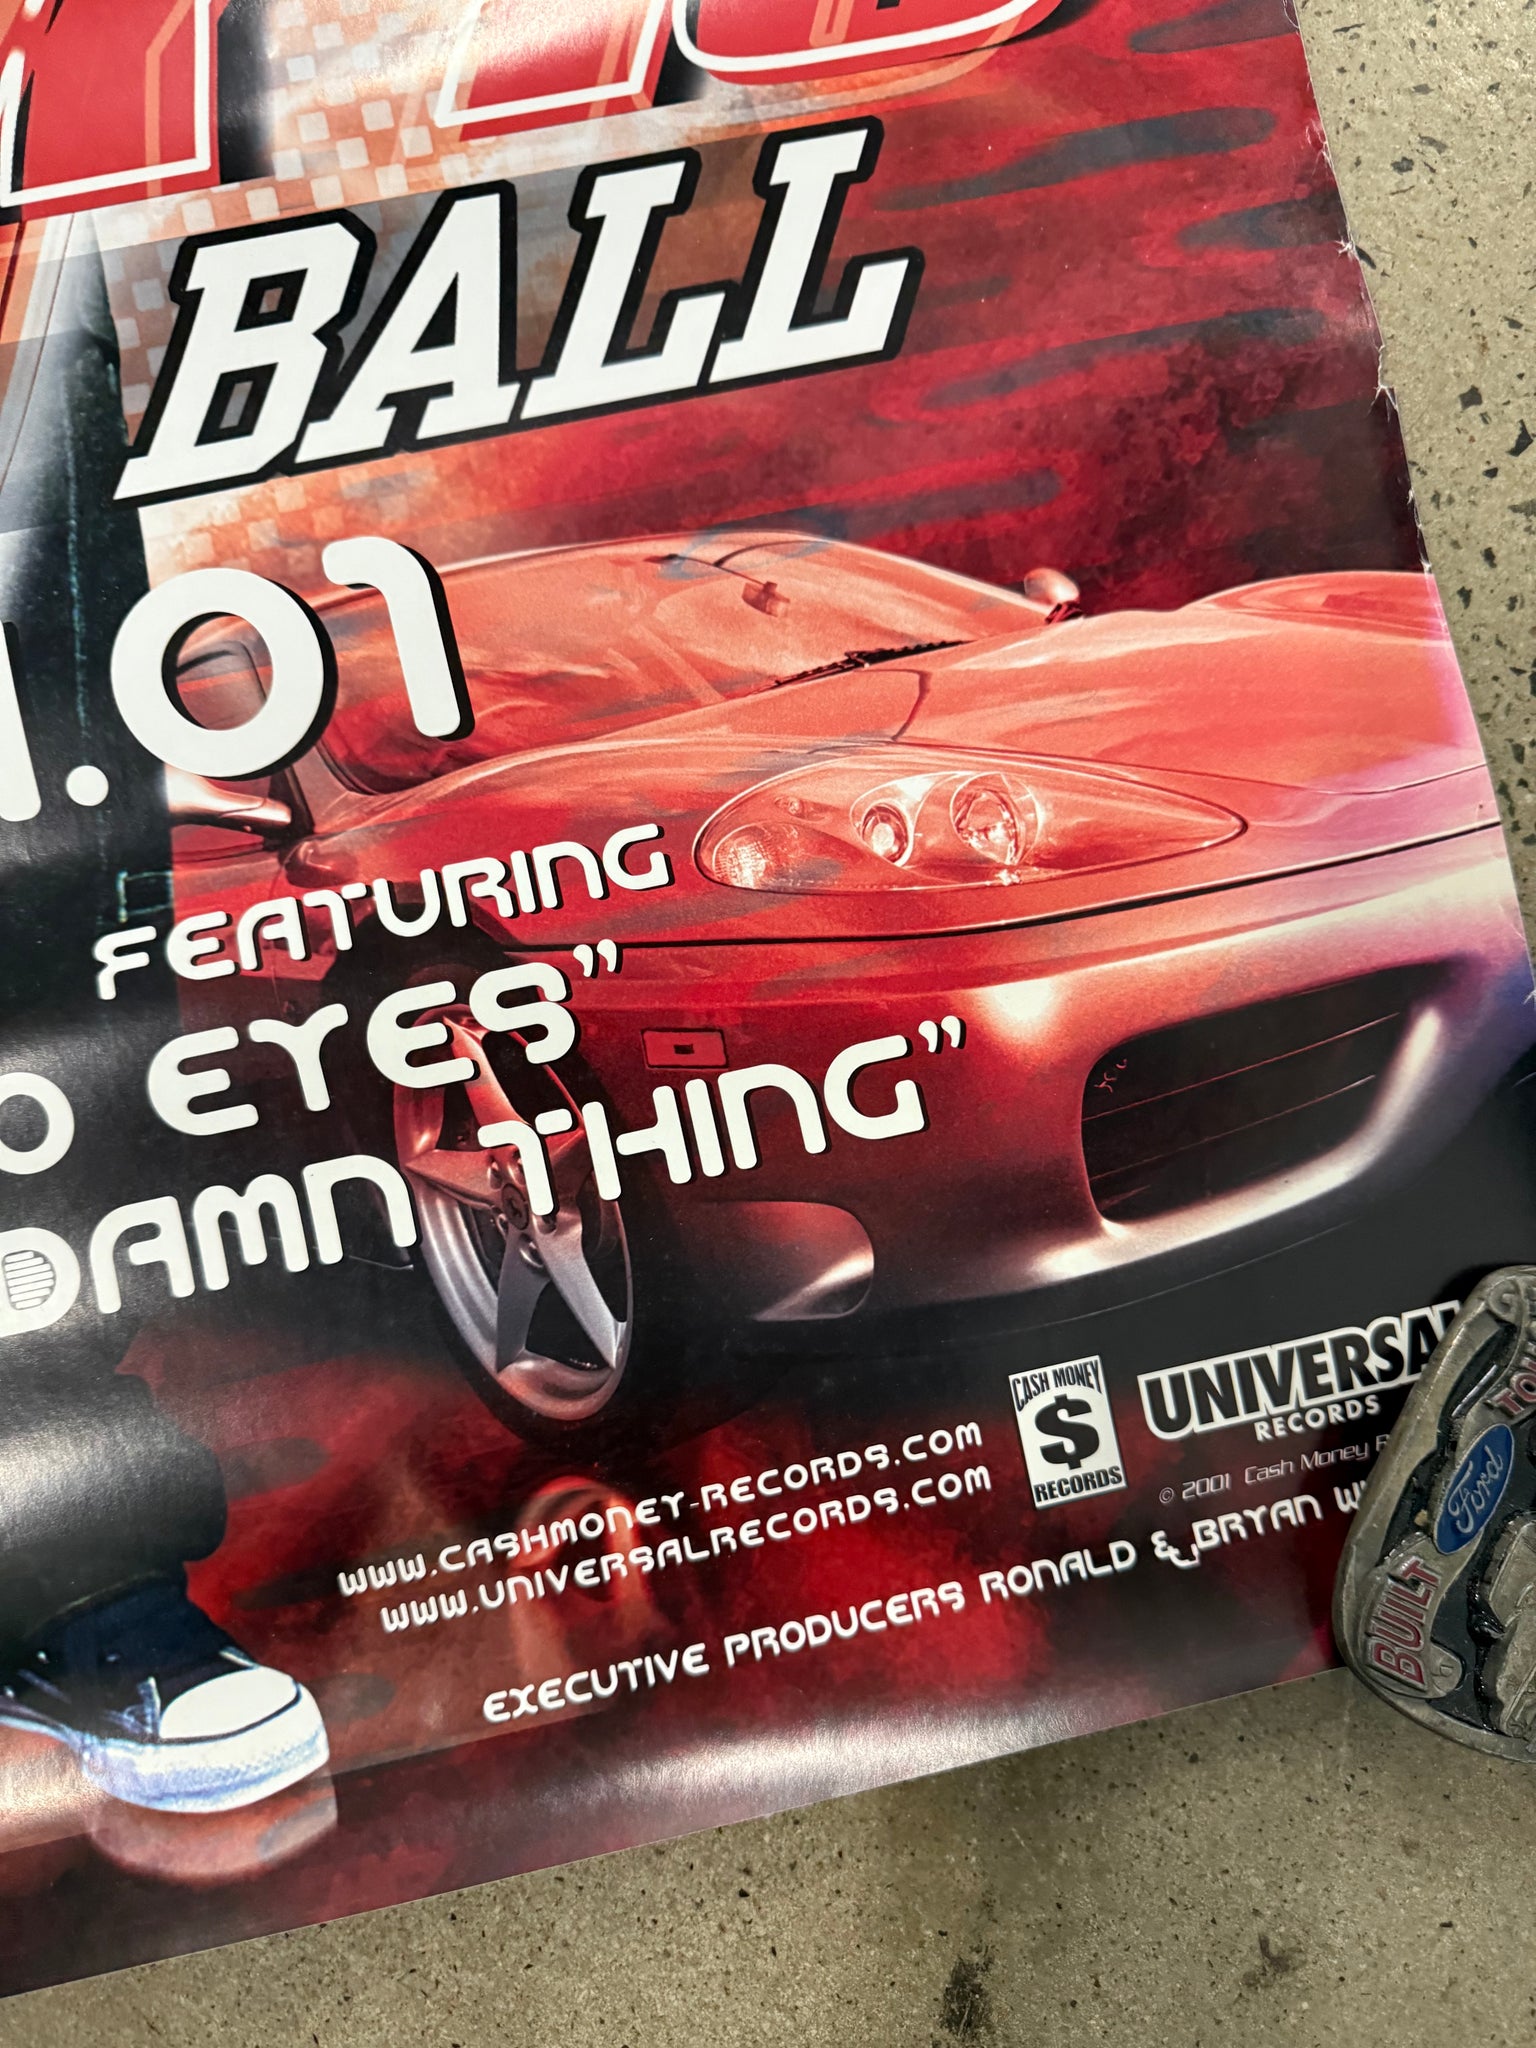 BALL
.01
FEATURING
EYES”
DAMN THING”
CASH MONEY
$
RECORDS
UNIVERSAL
RECORDS
© 2001 Cash Money
WWW.CASHMONEY-RECORDS.COM
WWW.UNIVERSALRECORDS.COM
EXECUTIVE PRODUCERS RONALD & BRYAN
Ford
BUILT